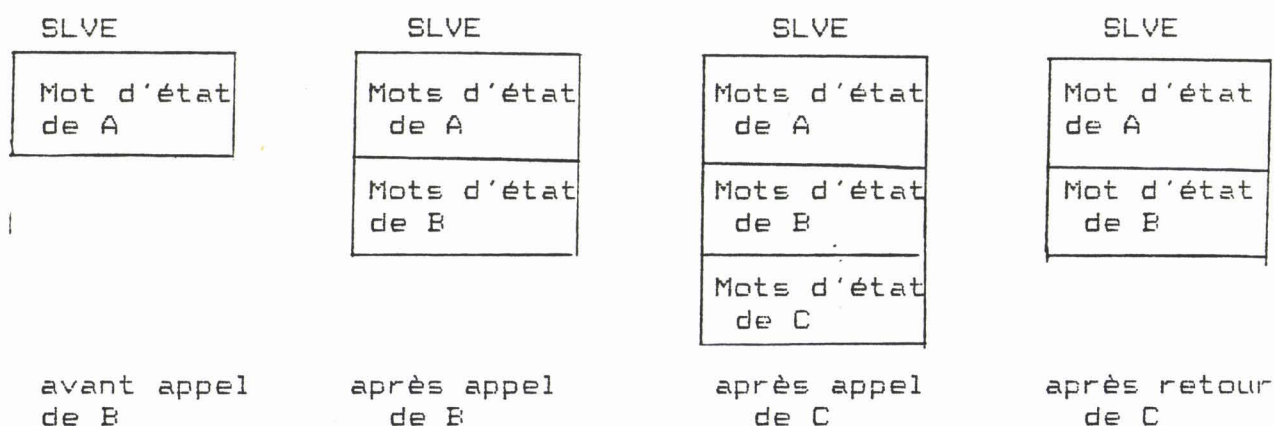 SLVE
Mot d'état
de A
avant appel
de B
SLVE
Mots d'état
de A
Mots d'état
de B
après appel
de B
SLVE
Mots d'état
de A
Mots d'état
de B
Mots d'état
de C
après appel
de C
SLVE
Mot d'état
de A
Mot d'état
de B
après retour
de C